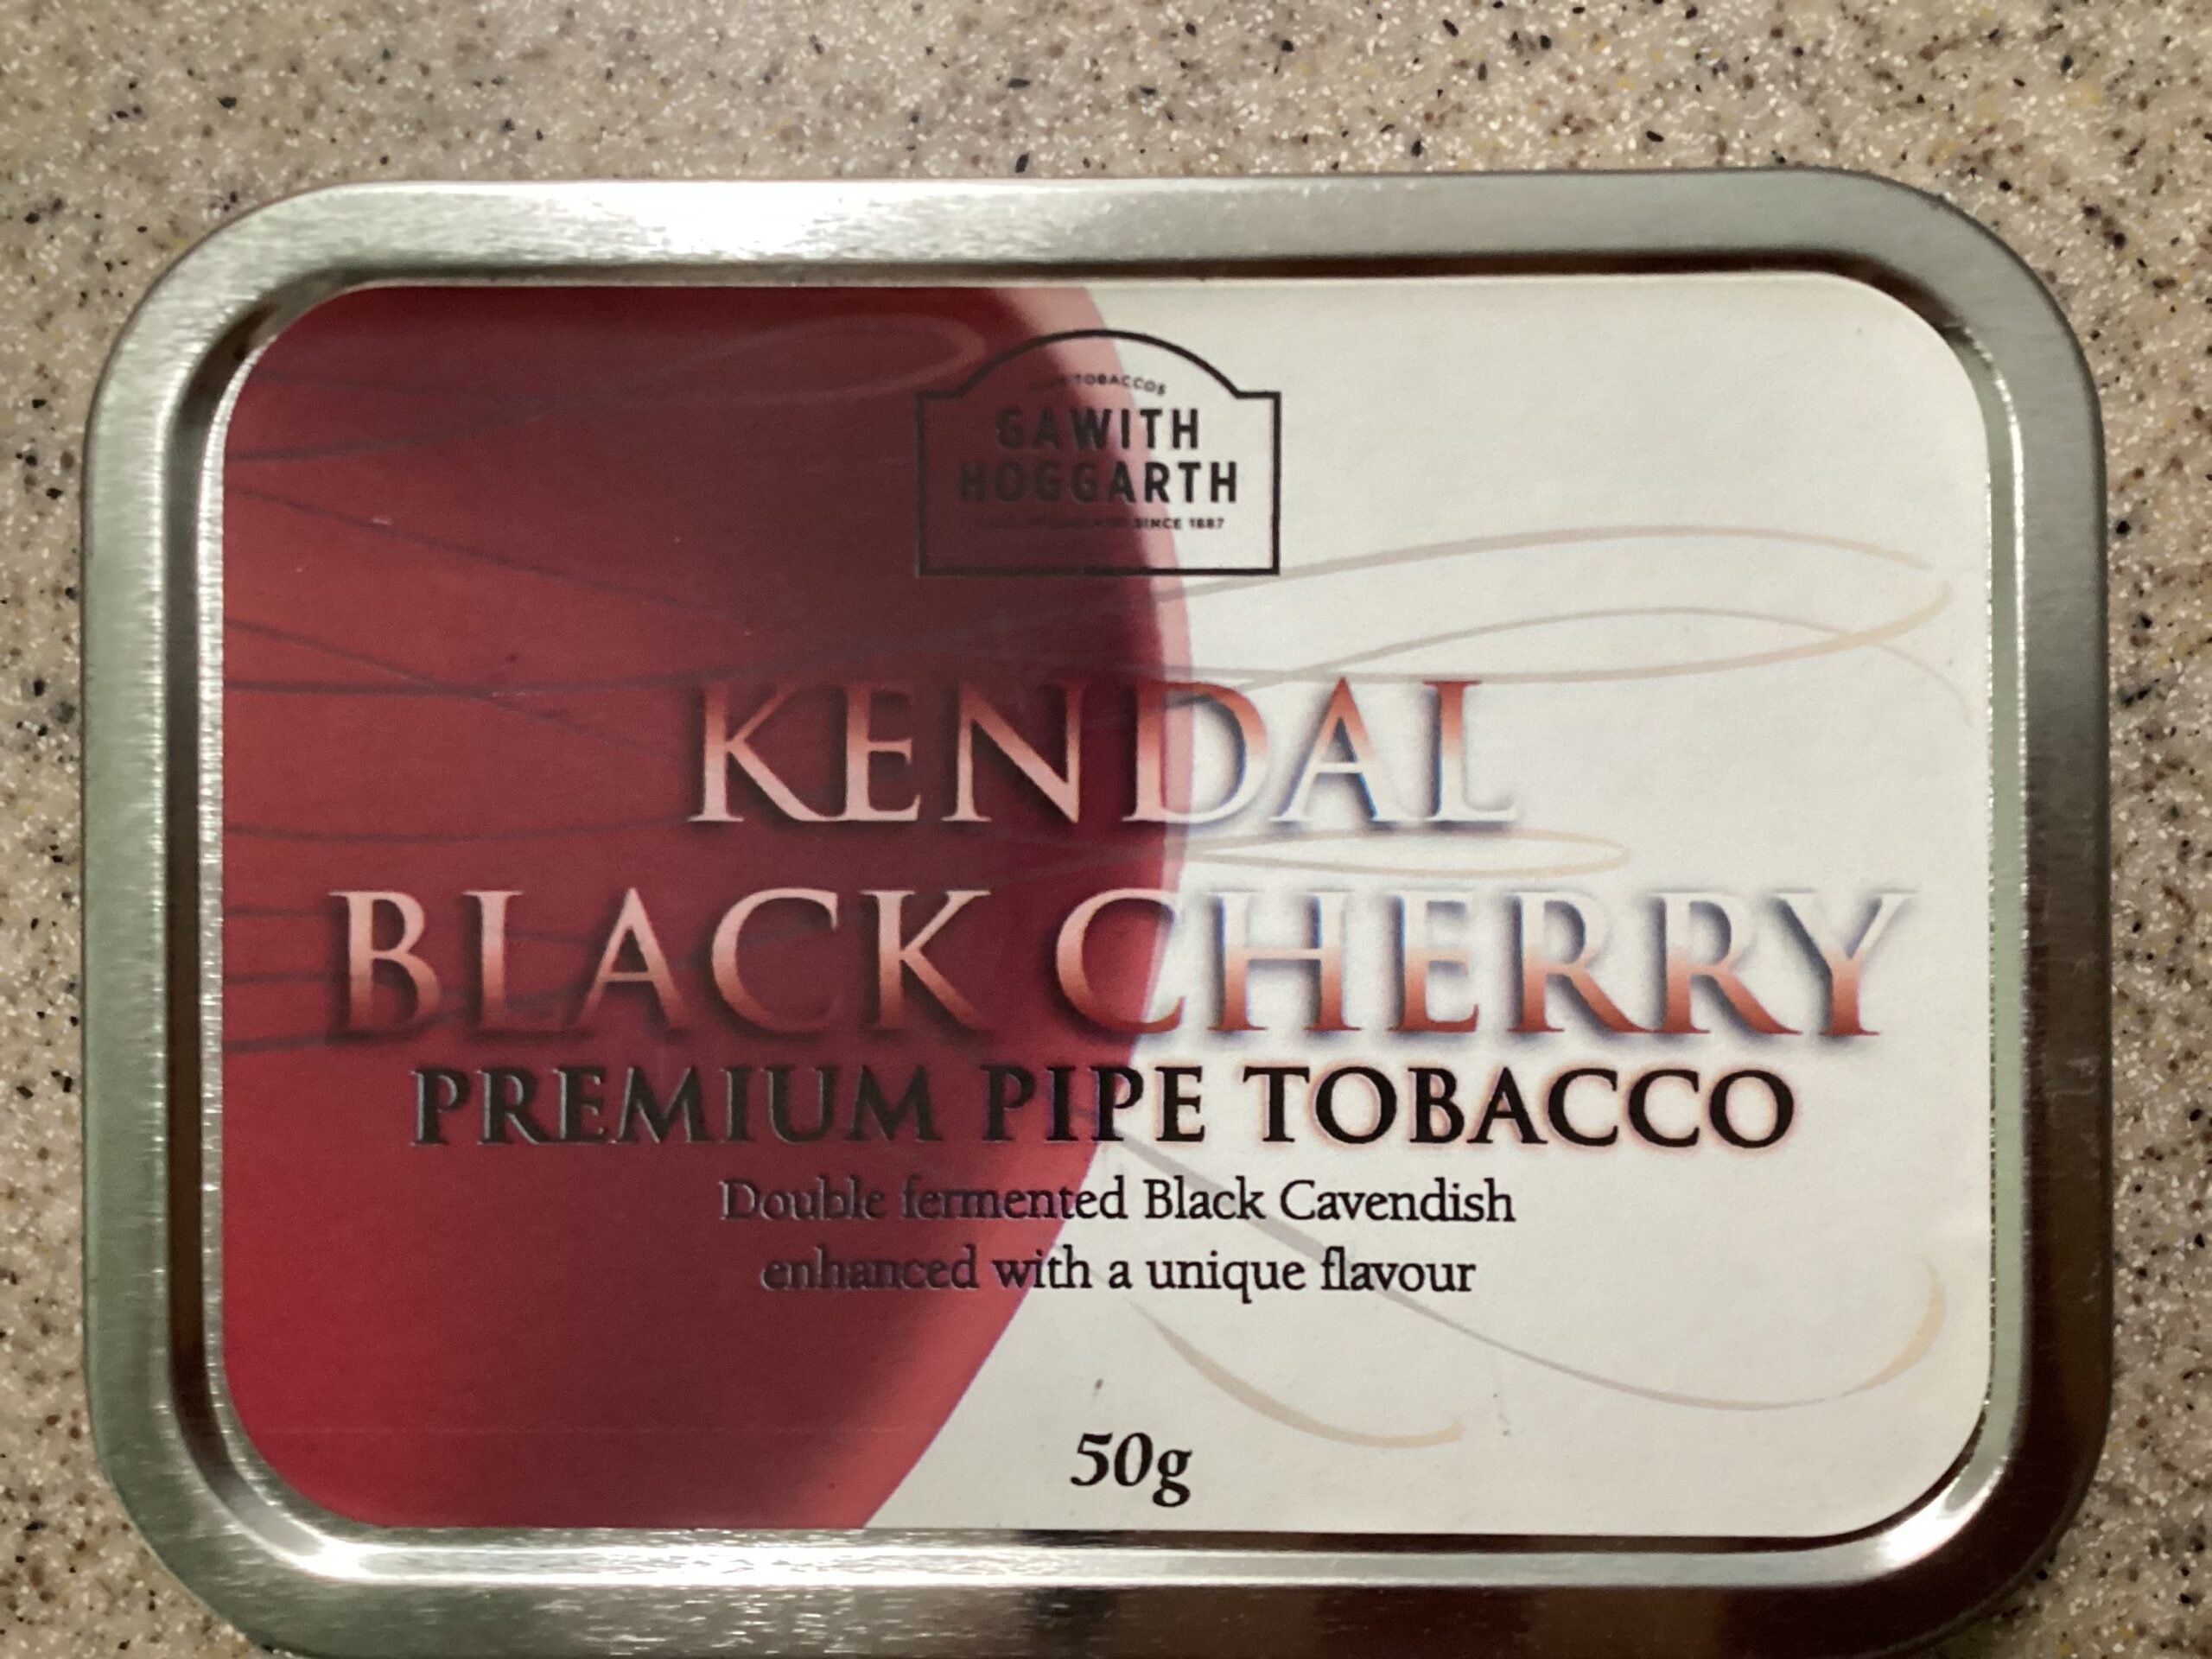 TOBACCOS
GAWITH
HOGGARTH
SINCE 1887
KENDAL
BLACK CHERRY
PREMIUM PIPE TOBACCO
Double fermented Black Cavendish
enhanced with a unique flavour
50g